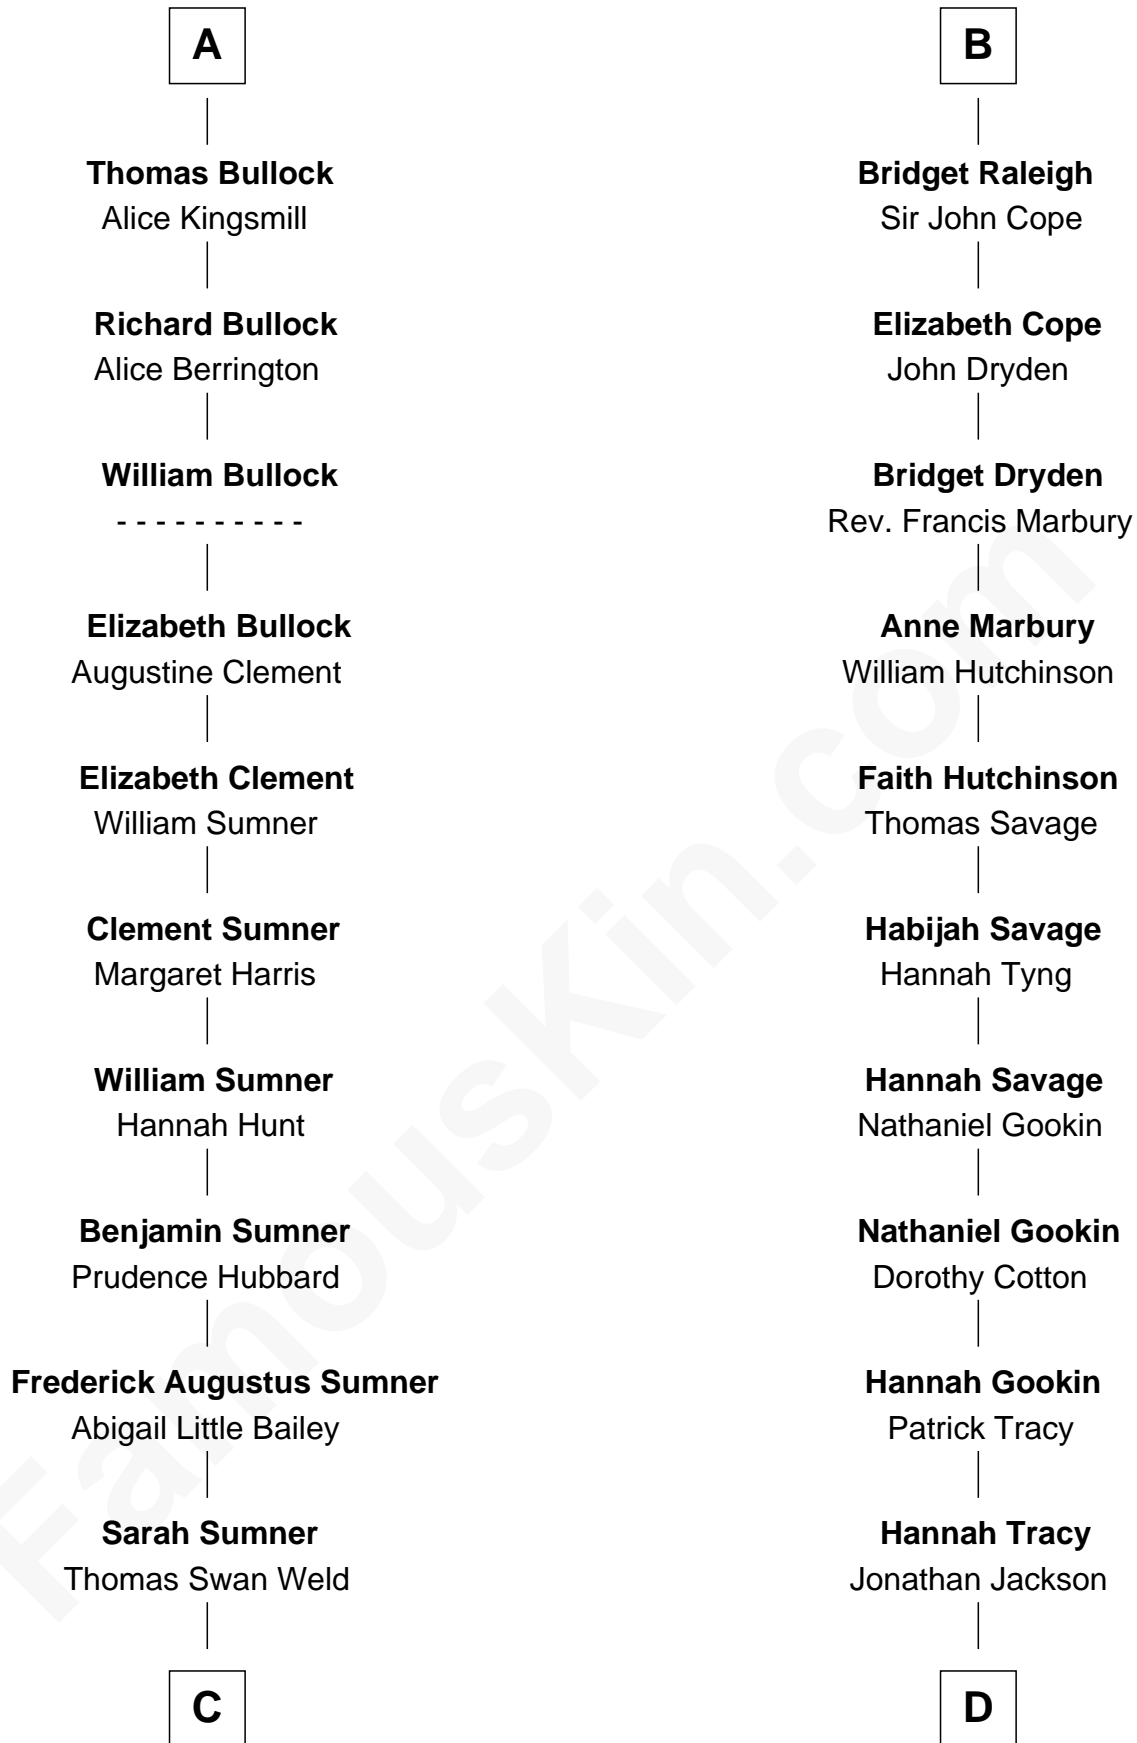 A
Thomas Bullock
Alice Kingsmill
Richard Bullock
Alice Berrington
William Bullock
- - - - - - - - - -
Elizabeth Bullock
Augustine Clement
Elizabeth Clement
William Sumner
Clement Sumner
Margaret Harris
William Sumner
Hannah Hunt
Benjamin Sumner
Prudence Hubbard
Frederick Augustus Sumner
Abigail Little Bailey
Sarah Sumner
Thomas Swan Weld
C
B
Bridget Raleigh
Sir John Cope
Elizabeth Cope
John Dryden
Bridget Dryden
Rev. Francis Marbury
Anne Marbury
William Hutchinson
Faith Hutchinson
Thomas Savage
Habijah Savage
Hannah Tyng
Hannah Savage
Nathaniel Gookin
Nathaniel Gookin
Dorothy Cotton
Hannah Gookin
Patrick Tracy
Hannah Tracy
Jonathan Jackson
D
FamousKin.com